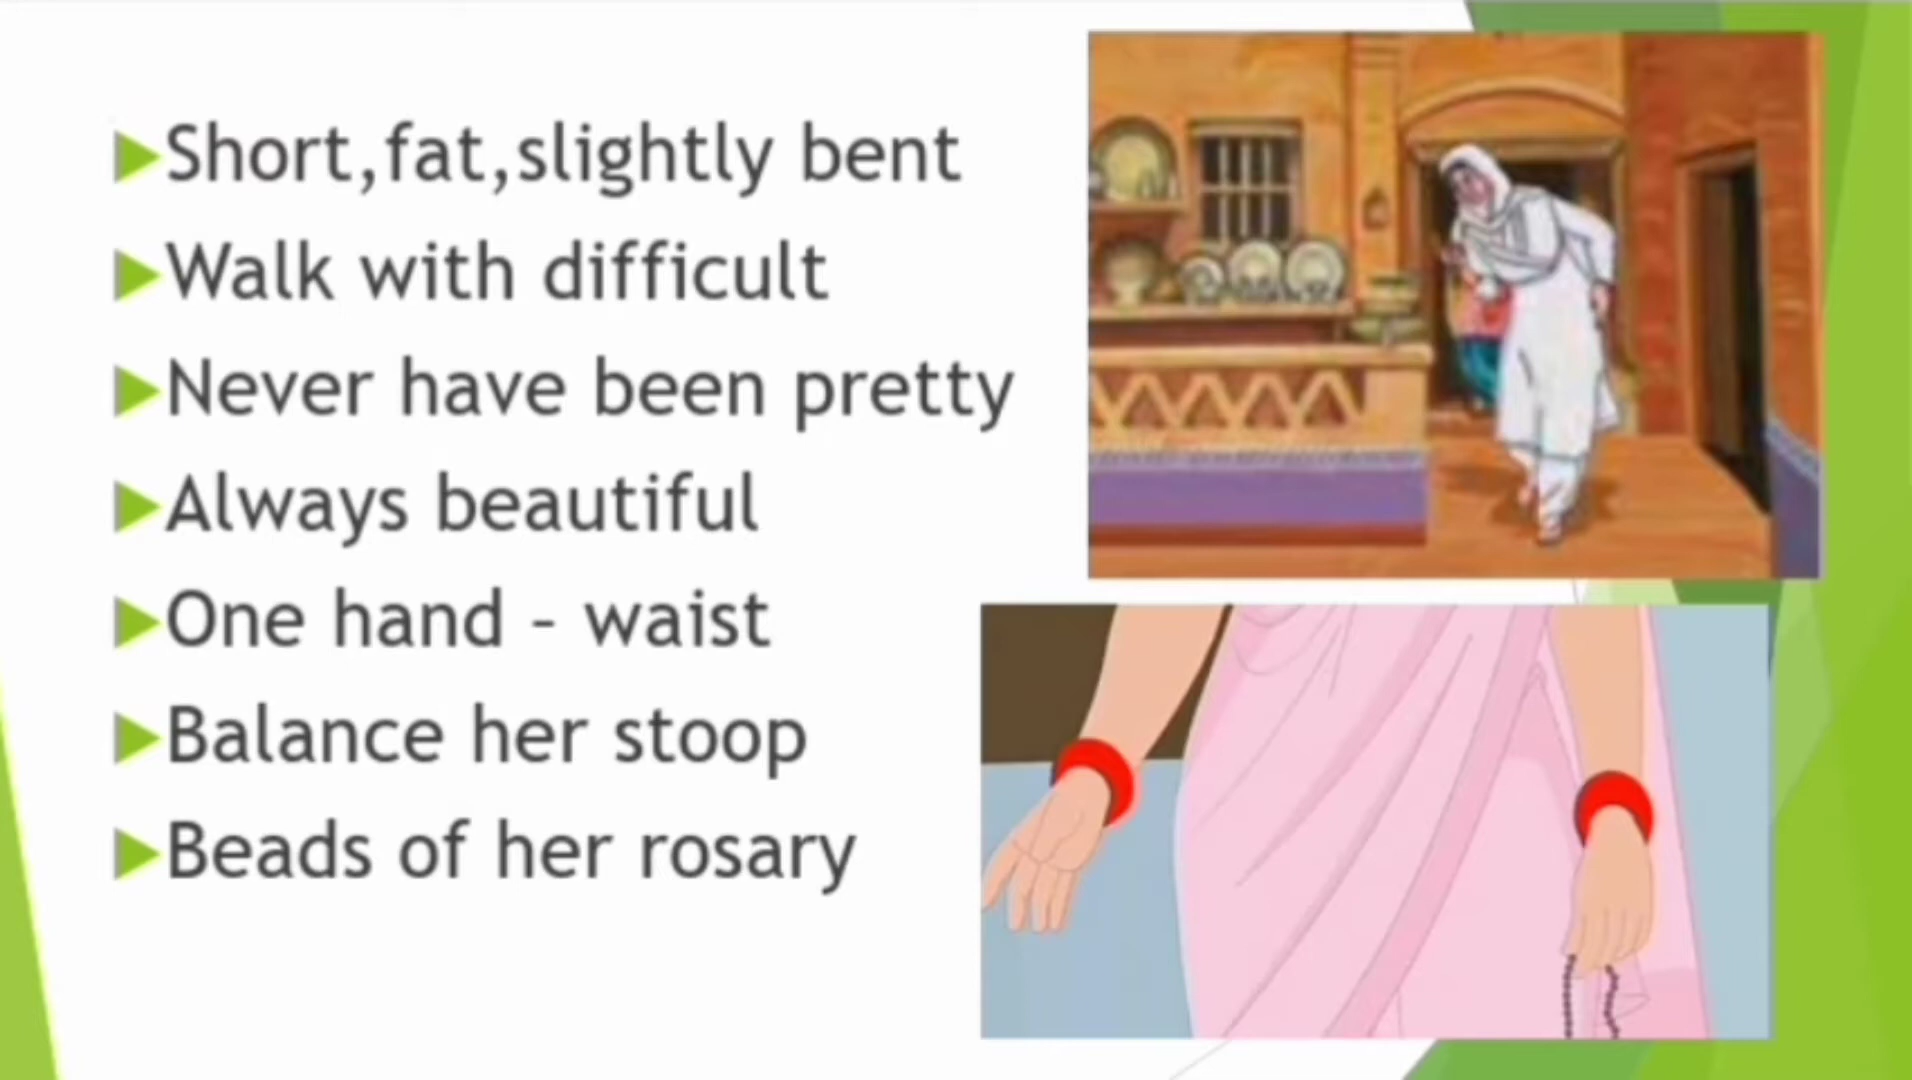 Short,fat,slightly bent
Walk with difficult
Never have been pretty
Always beautiful
One hand – waist
Balance her stoop
Beads of her rosary